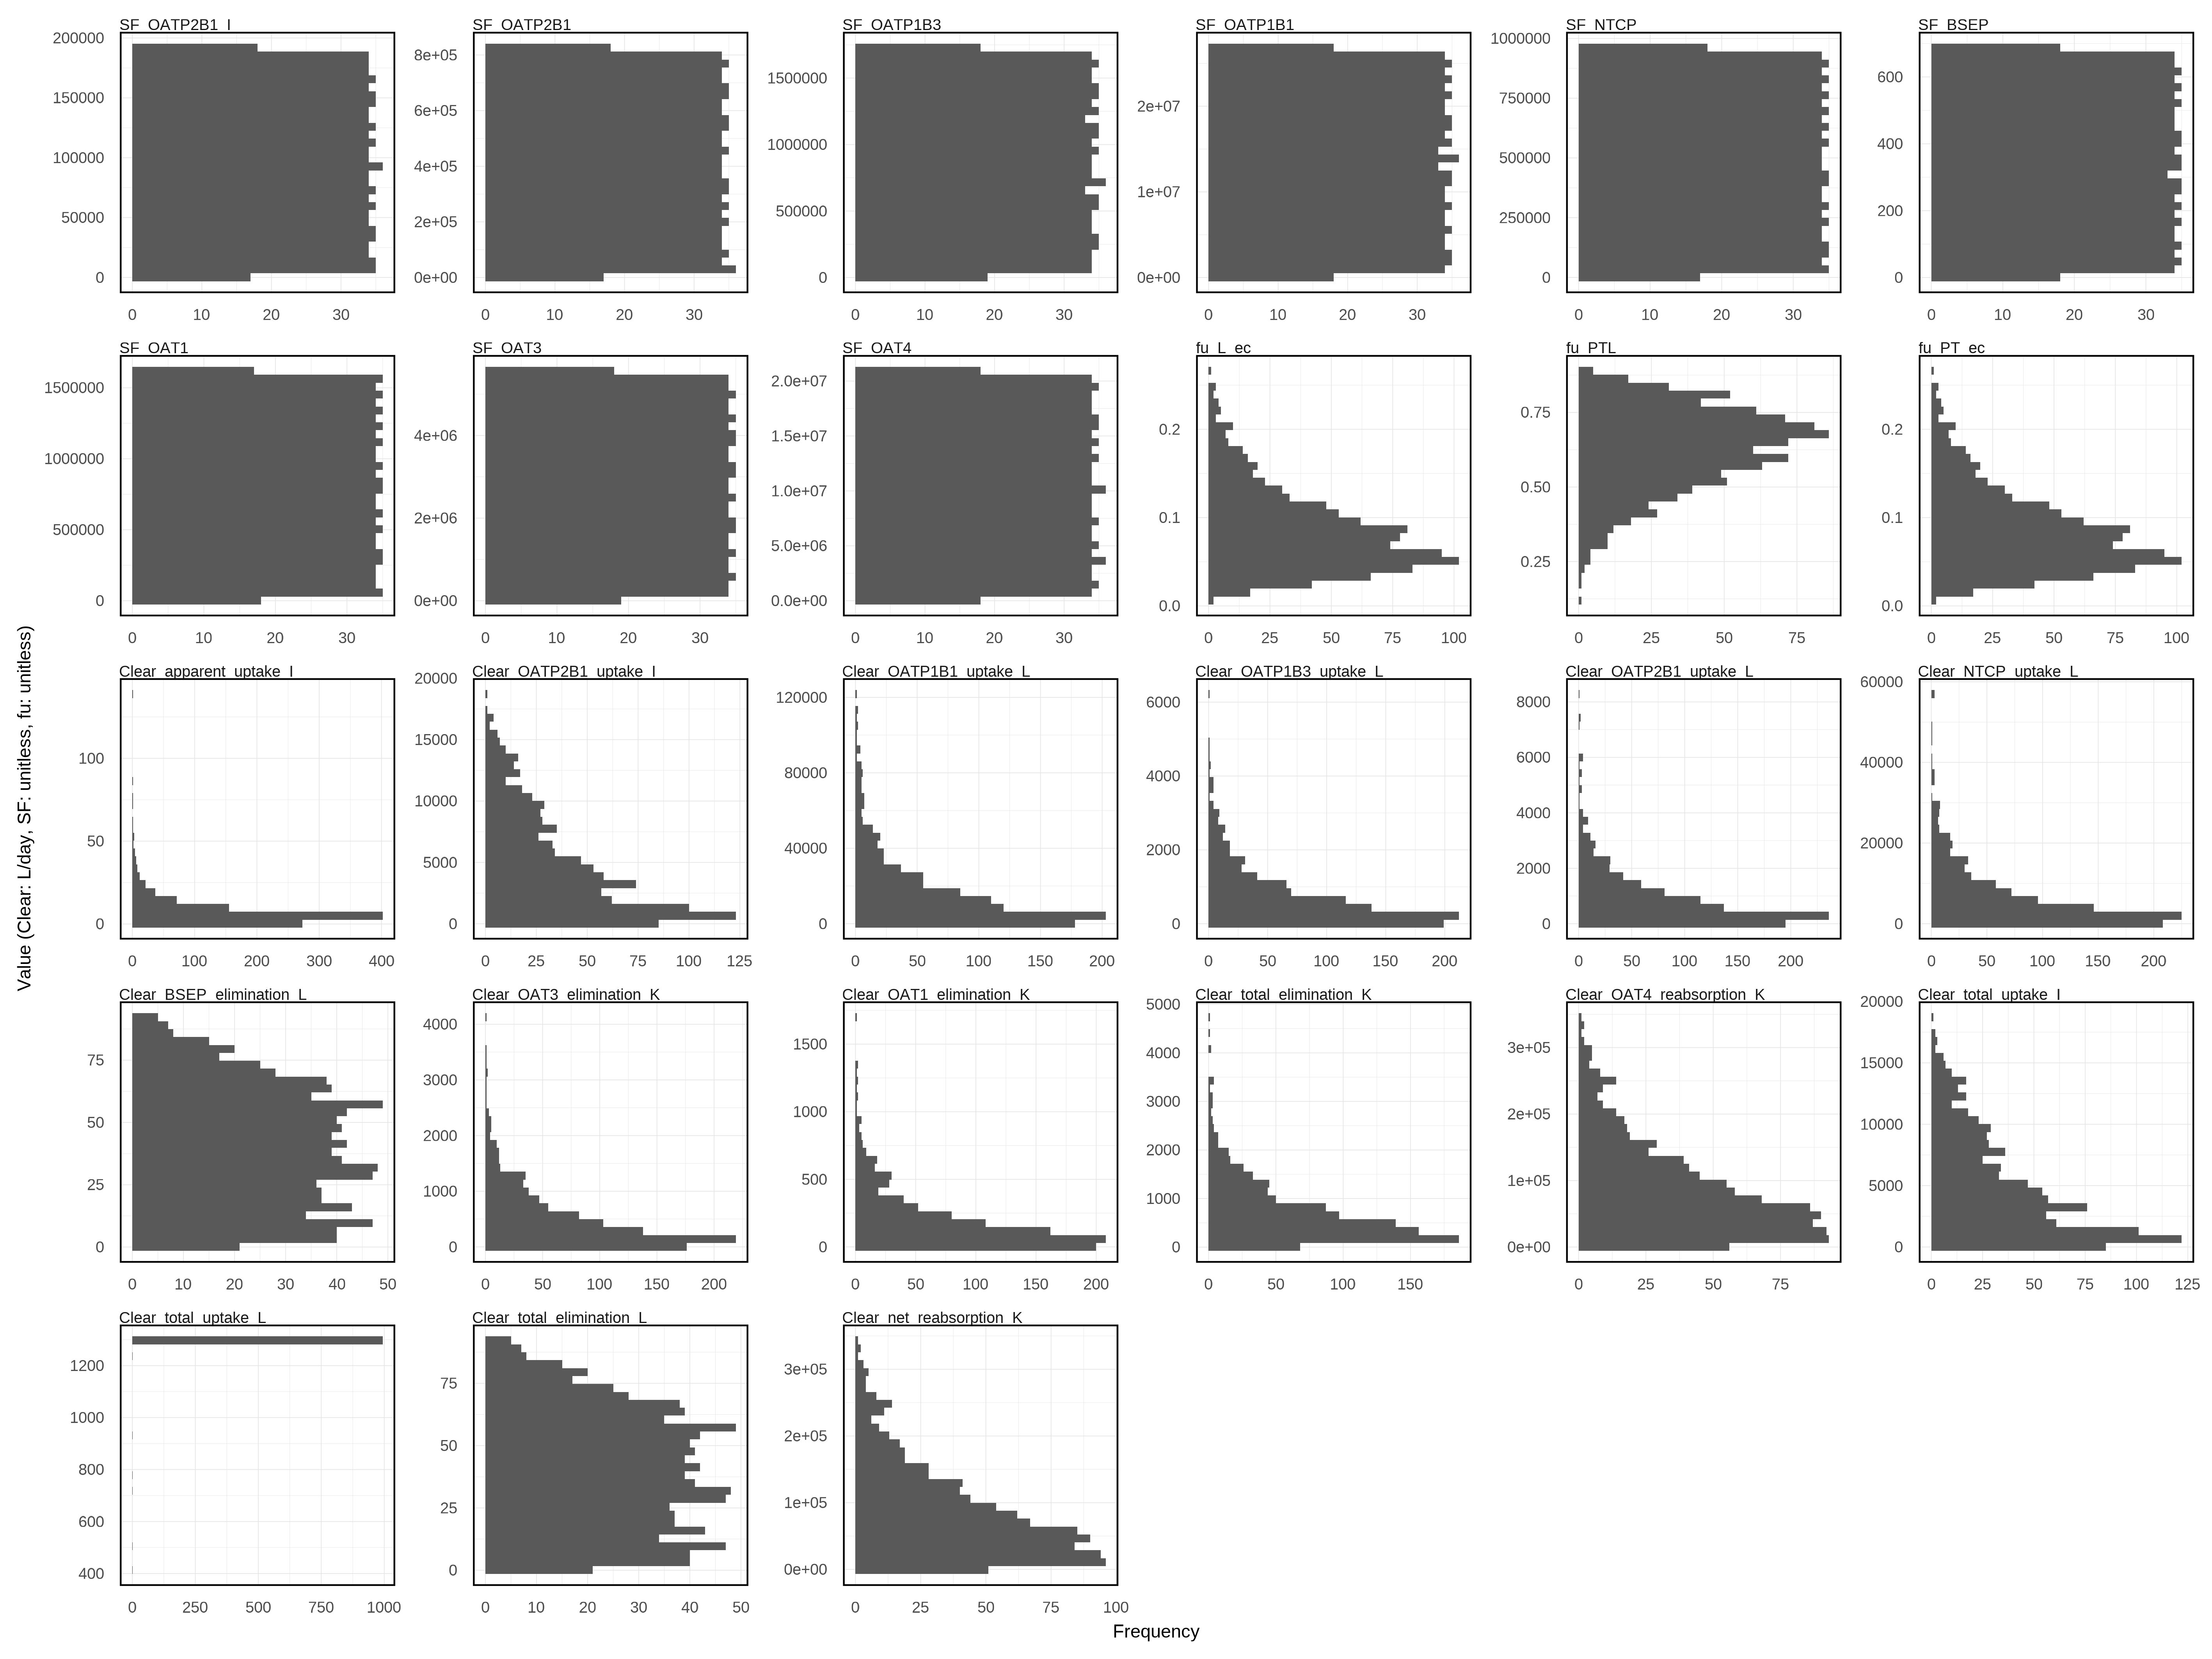 SF_OATP2B1_I SF_OATP2B1 SF_OATP1B3 SF_OATP1B1 SF_NTCP SF_BSEP
200000 150000 100000 50000 0
8e+05 6e+05 4e+05 2e+05 0e+00
1500000 1000000 500000 0
2e+07 1e+07 0e+00
1000000 750000 500000 250000 0
600 400 200 0
0 10 20 30 0 10 20 30 0 10 20 30 0 10 20 30 0 10 20 30 0 10 20 30
SF_OAT1 SF_OAT3 SF_OAT4 fu_L_ec fu_PTL fu_PT_ec
1500000 1000000 500000 0
4e+06 2e+06 0e+00
2.0e+07 1.5e+07 1.0e+07 5.0e+06 0.0e+00
0.2 0.1 0.0
0.75 0.50 0.25
0.2 0.1 0.0
0 10 20 30 0 10 20 30 0 10 20 30 0 25 50 75 100 0 25 50 75 0 25 50 75 100
Value (Clear: L/day, SF: unitless, fu: unitless)
Clear_apparent_uptake_I Clear_OATP2B1_uptake_I Clear_OATP1B1_uptake_L Clear_OATP1B3_uptake_L Clear_OATP2B1_uptake_L Clear_NTCP_uptake_L
100 50 0
20000 15000 10000 5000 0
120000 80000 40000 0
6000 4000 2000 0
8000 6000 4000 2000 0
60000 40000 20000 0
0 100 200 300 400 0 25 50 75 100 125 0 50 100 150 200 0 50 100 150 200 0 50 100 150 200 0 50 100 150 200
Clear_BSEP_elimination_L Clear_OAT3_elimination_K Clear_OAT1_elimination_K Clear_total_elimination_K Clear_OAT4_reabsorption_K Clear_total_uptake_I
75 50 25 0
4000 3000 2000 1000 0
1500 1000 500 0
5000 4000 3000 2000 1000 0
3e+05 2e+05 1e+05 0e+00
20000 15000 10000 5000 0
0 10 20 30 40 50 0 50 100 150 200 0 50 100 150 200 0 50 100 150 0 25 50 75 0 25 50 75 100 125
Clear_total_uptake_L Clear_total_elimination_L Clear_net_reabsorption_K
1200 1000 800 600 400
75 50 25 0
3e+05 2e+05 1e+05 0e+00
0 250 500 750 1000 0 10 20 30 40 50 0 25 50 75 100
Frequency